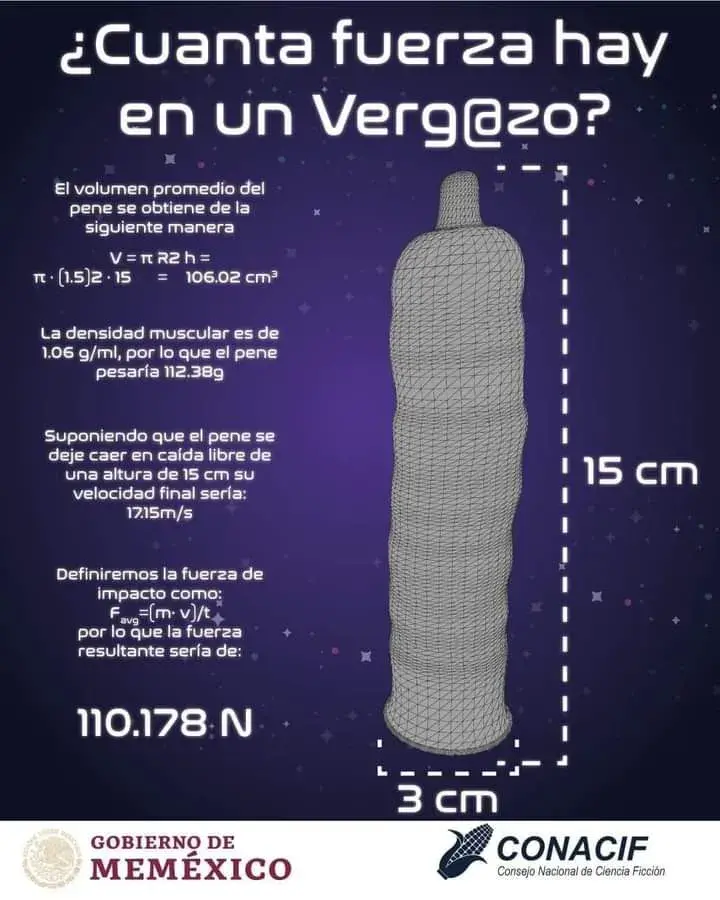 ¿Cuanta fuerza hay
en un Verg@zo?
El volumen promedio del
pene se obtiene de la
siguiente manera
V = π R2 h =
π · (1.5)2 · 15 = 106.02 cm³
La densidad muscular es de
1.06 g/ml, por lo que el pene
pesaría 112.38g
Suponiendo que el pene se
deje caer en caída libre de
una altura de 15 cm su
velocidad final sería:
17.15m/s
Definiremos la fuerza de
impacto como:
Favg=(m· v)/t
por lo que la fuerza
resultante sería de:
110.178 N
15 cm
3 cm
GOBIERNO DE
MEMÉXICO
CONACIF
Consejo Nacional de Ciencia Ficción